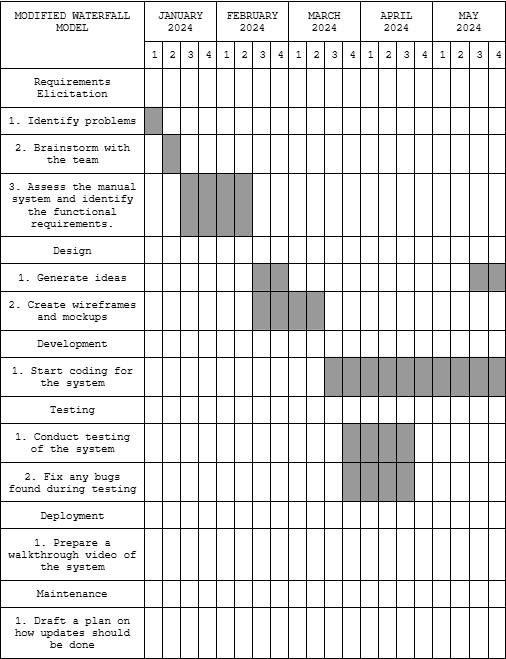 MODIFIED WATERFALL
MODEL
JANUARY
2024
FEBRUARY
2024
MARCH
2024
APRIL
2024
MAY
2024
1 2 3 4 1 2 3 4 1 2 3 4 1 2 3 4 1 2 3 4
Requirements
Elicitation
1. Identify problems
2. Brainstorm with
the team
3. Assess the manual
system and identify
the functional
requirements.
Design
1. Generate ideas
2. Create wireframes
and mockups
Development
1. Start coding for
the system
Testing
1. Conduct testing
of the system
2. Fix any bugs
found during testing
Deployment
1. Prepare a
walkthrough video of
the system
Maintenance
1. Draft a plan on
how updates should
be done